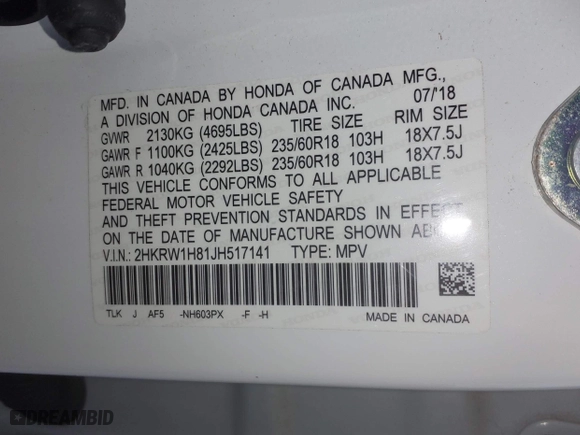 MFD. IN CANADA BY HONDA OF CANADA MFG.,
A DIVISION OF HONDA CANADA INC. 07/'18
GVWR 2130KG (4695LBS) TIRE SIZE RIM SIZE
GAWR F 1100KG (2425LBS) 235/60R18 103H 18X7.5J
GAWR R 1040KG (2292LBS) 235/60R18 103H 18X7.5J
THIS VEHICLE CONFORMS TO ALL APPLICABLE
FEDERAL MOTOR VEHICLE SAFETY
AND THEFT PREVENTION STANDARDS IN EFFECT
ON THE DATE OF MANUFACTURE SHOWN
V.I.N.: 2HKRW1H81JH517141 TYPE: MPV
TLK J AF5 -NH603PX -F -H MADE IN CANADA
DREAMBID